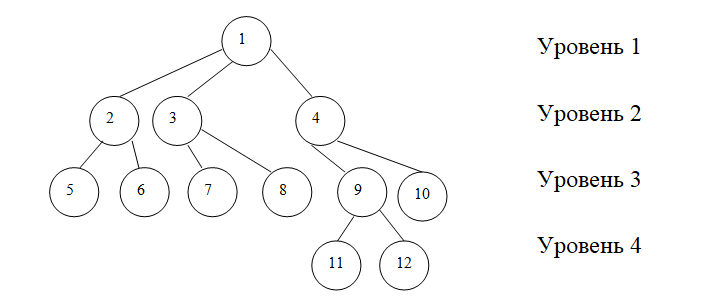 1 Уровень 1
2 3 4 Уровень 2
5 6 7 8 9 10 Уровень 3
11 12 Уровень 4